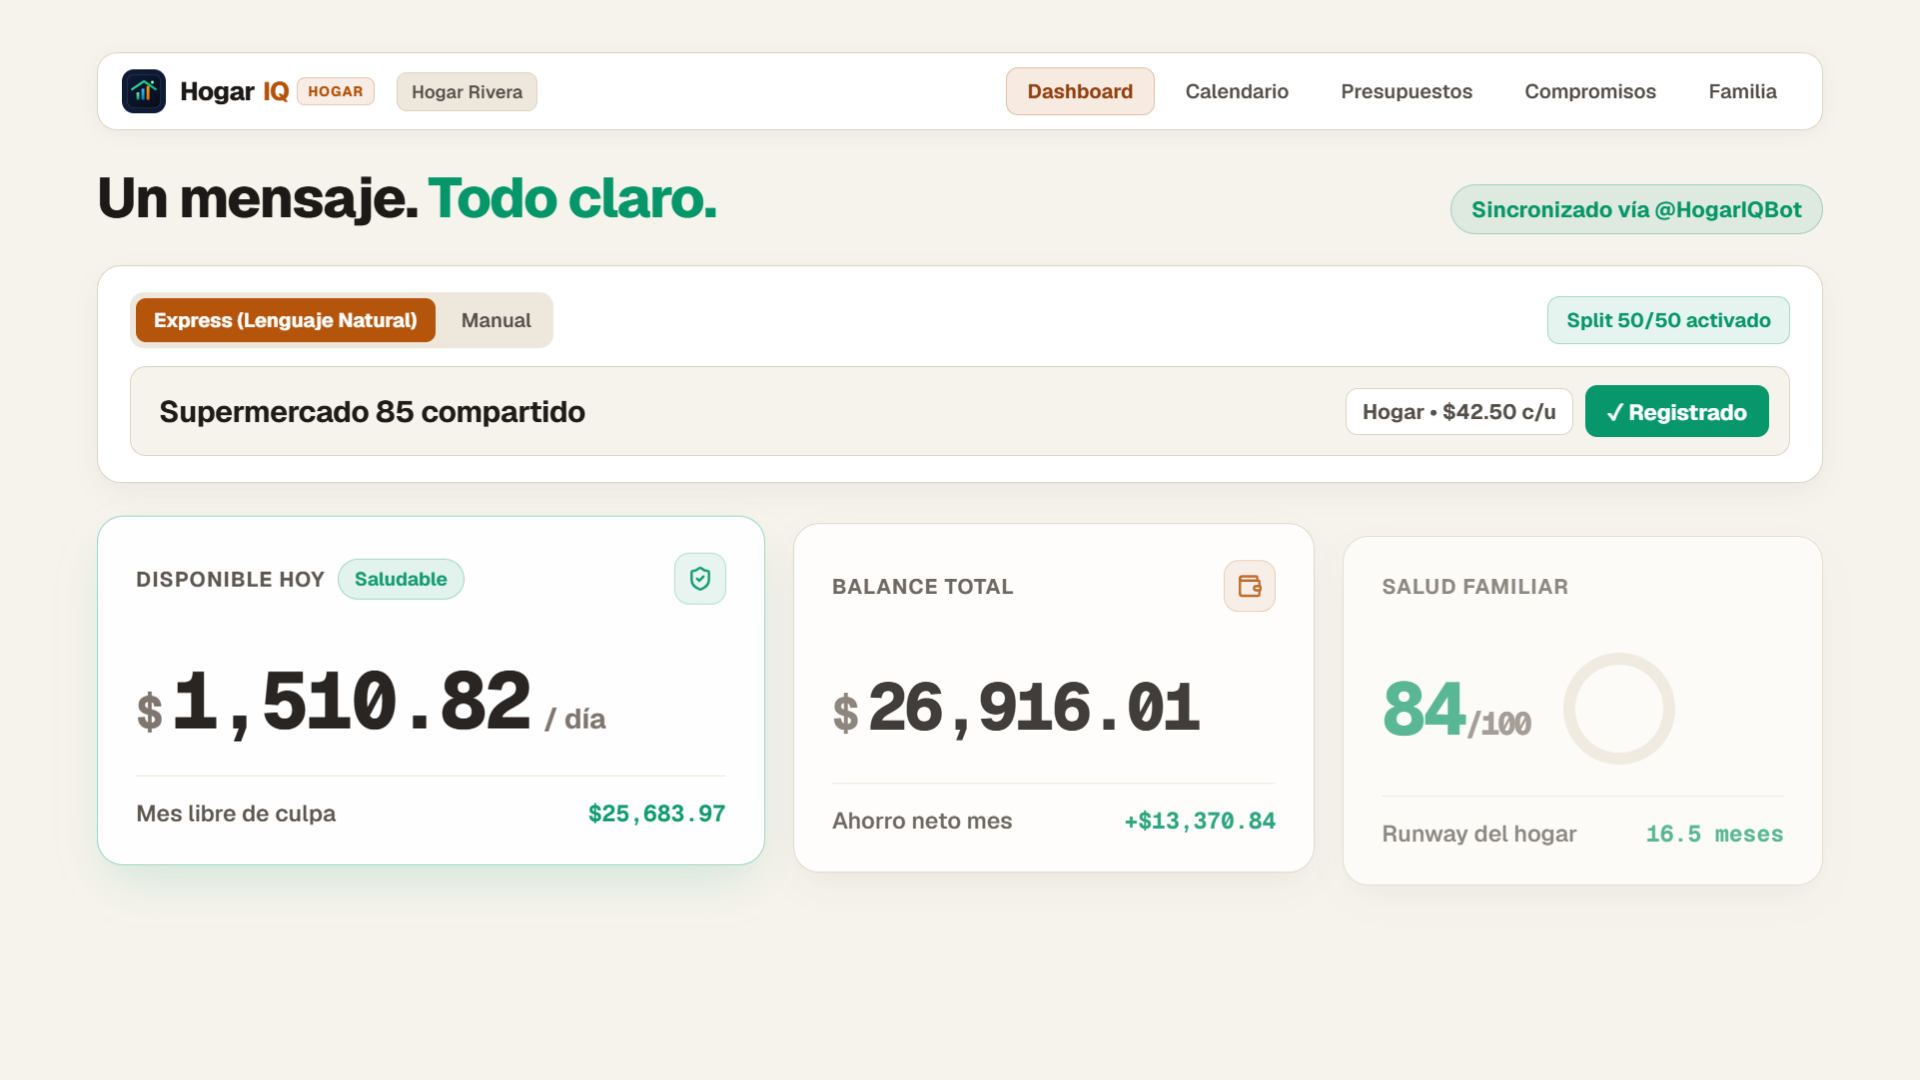 Hogar IQ HOGAR Hogar Rivera Dashboard Calendario Presupuestos Compromisos Familia
Un mensaje. Todo claro.
Sincronizado vía @HogarIQBot
Express (Lenguaje Natural) Manual Split 50/50 activado
Supermercado 85 compartido Hogar • $42.50 c/u ✓ Registrado
DISPONIBLE HOY Saludable
$ 1,510.82 / día
Mes libre de culpa $25,683.97
BALANCE TOTAL
$ 26,916.01
Ahorro neto mes +$13,370.84
SALUD FAMILIAR
84/100
Runway del hogar 16.5 meses